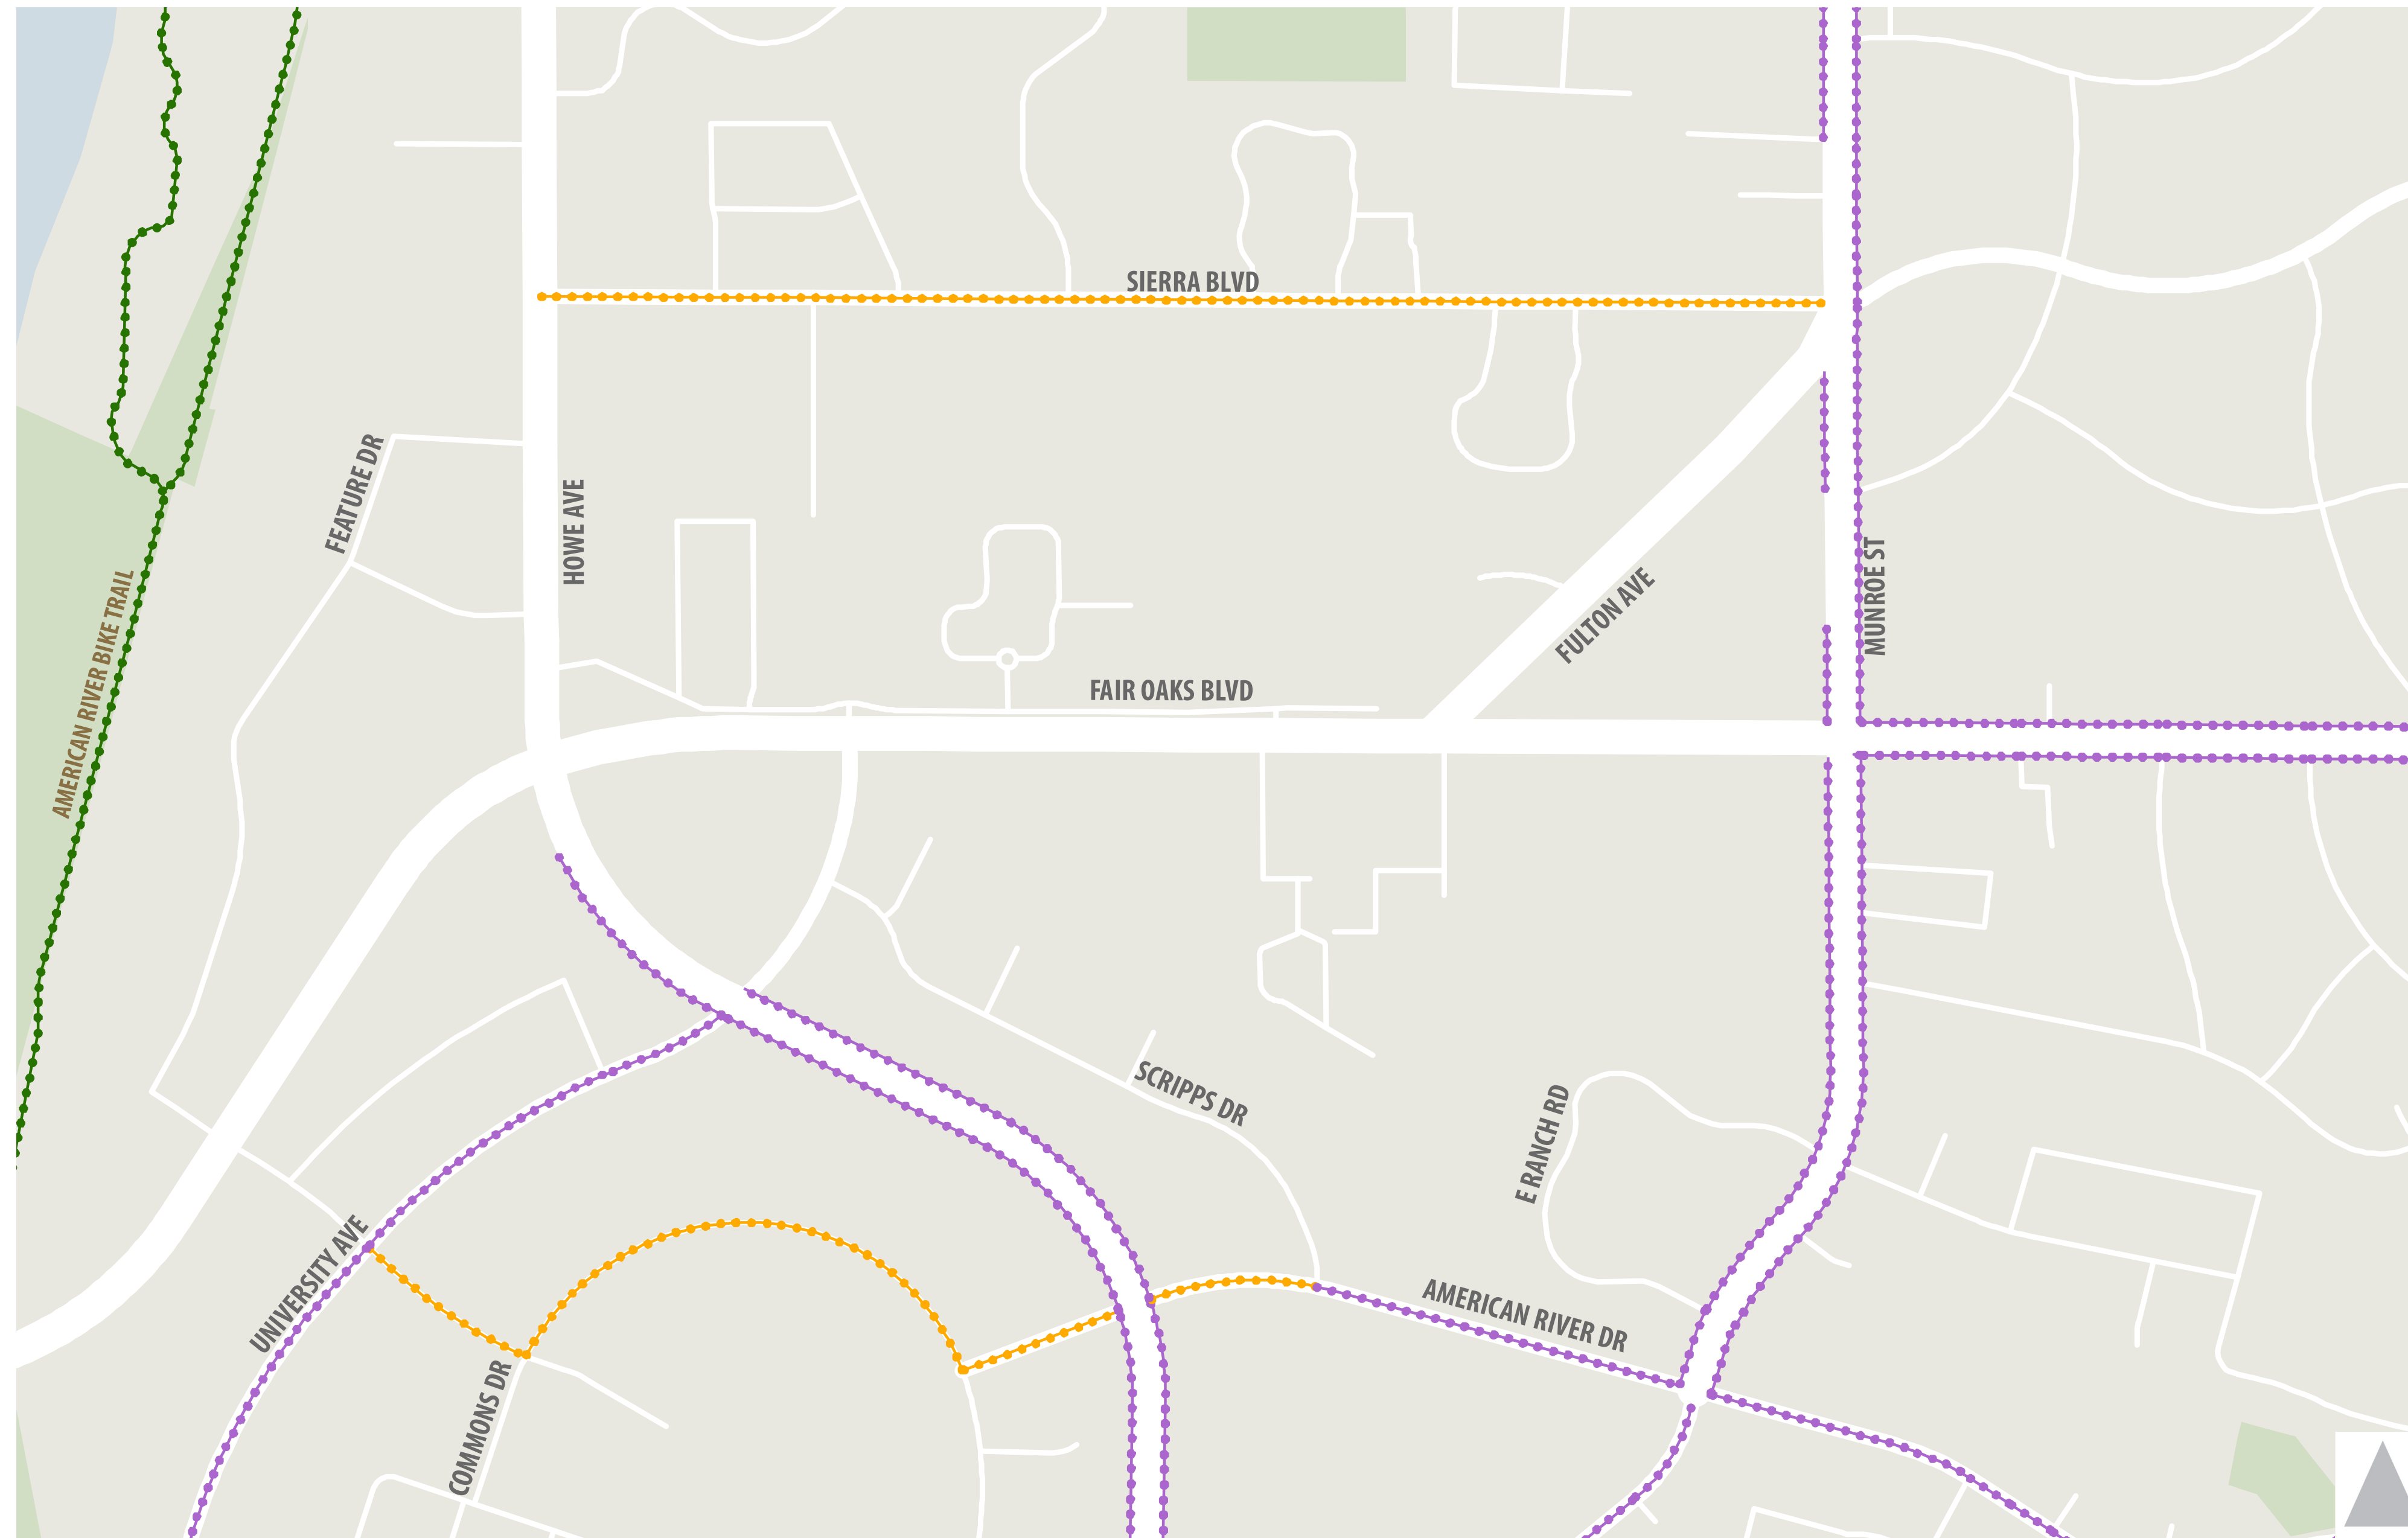 SIERRA BLVD
FEATURE DR
HOWE AVE
MUNROE ST
FULTON AVE
AMERICAN RIVER BIKE TRAIL
FAIR OAKS BLVD
SCRIPPS DR
E RANCH RD
UNIVERSITY AVE
AMERICAN RIVER DR
COMMONS DR